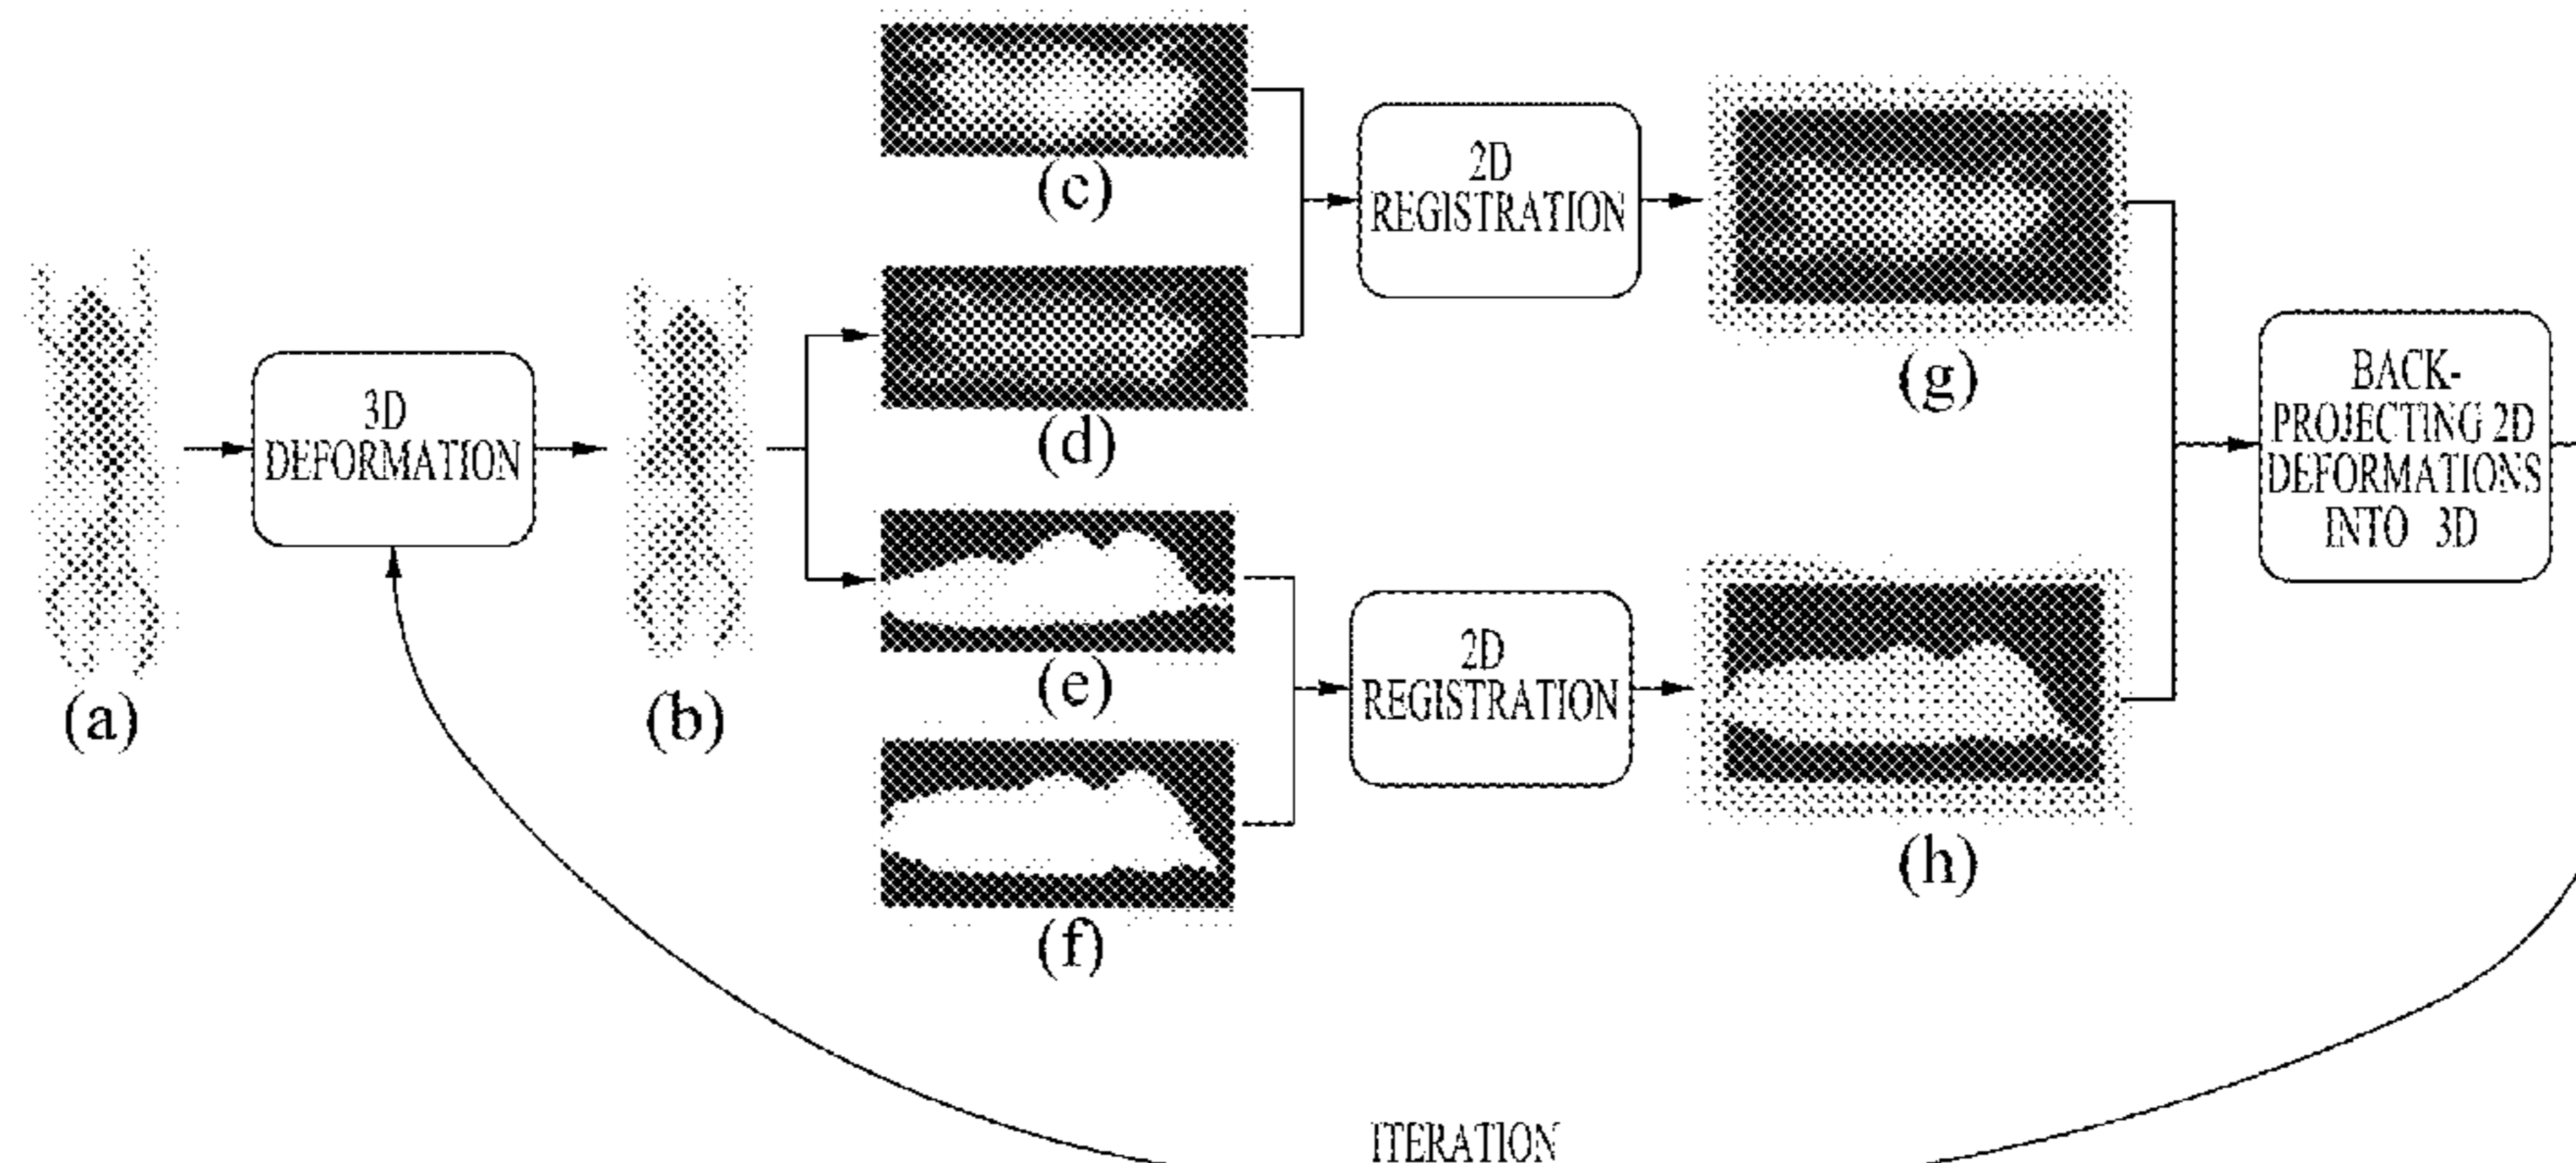 (c)
2D
REGISTRATION
(d)
(g)
3D
DEFORMATION
BACK-
PROJECTING 2D
DEFORMATIONS
INTO 3D
(a)
(b)
(e)
2D
REGISTRATION
(f)
(h)
ITERATION